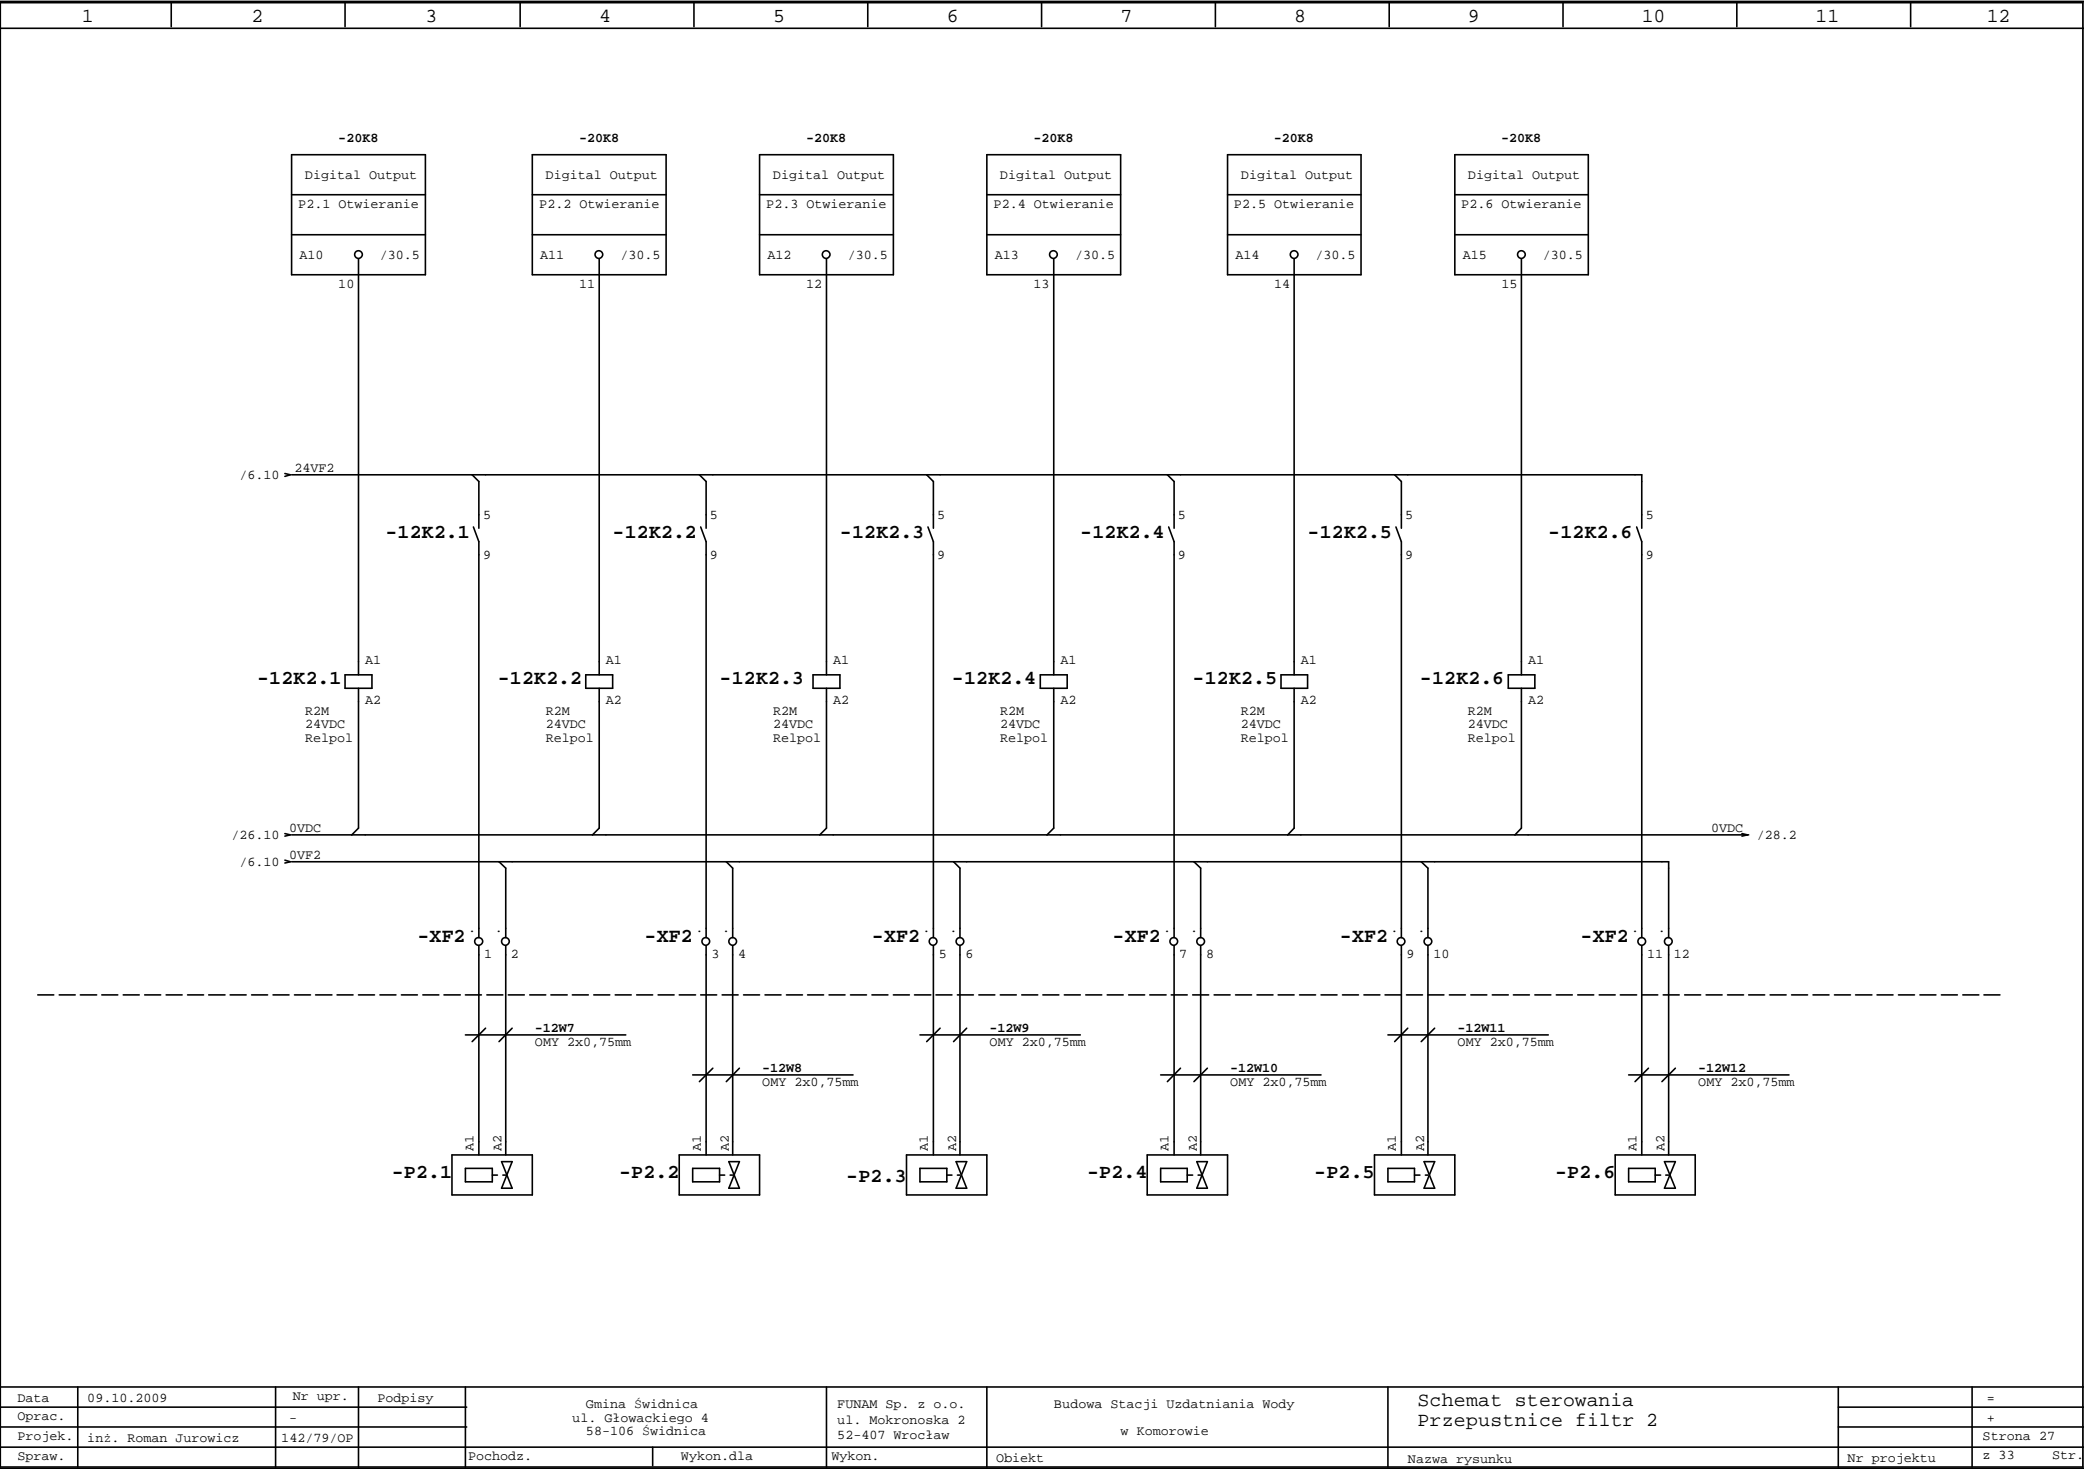 1 2 3 4 5 6 7 8 9 10 11 12
-20K8 -20K8 -20K8 -20K8 -20K8 -20K8
Digital Output Digital Output Digital Output Digital Output Digital Output Digital Output
P2.1 Otwieranie P2.2 Otwieranie P2.3 Otwieranie P2.4 Otwieranie P2.5 Otwieranie P2.6 Otwieranie
A10 /30.5 A11 /30.5 A12 /30.5 A13 /30.5 A14 /30.5 A15 /30.5
10 11 12 13 14 15
/6.10 24VF2
5 5 5 5 5 5
-12K2.1 -12K2.2 -12K2.3 -12K2.4 -12K2.5 -12K2.6
9 9 9 9 9 9
A1 A1 A1 A1 A1 A1
-12K2.1 -12K2.2 -12K2.3 -12K2.4 -12K2.5 -12K2.6
A2 A2 A2 A2 A2 A2
R2M R2M R2M R2M R2M R2M
24VDC 24VDC 24VDC 24VDC 24VDC 24VDC
Relpol Relpol Relpol Relpol Relpol Relpol
/26.10 0VDC 0VDC /28.2
/6.10 0VF2
-XF2 -XF2 -XF2 -XF2 -XF2 -XF2
1 2 3 4 5 6 7 8 9 10 11 12
-12W7 -12W9 -12W11
OMY 2x0,75mm OMY 2x0,75mm OMY 2x0,75mm
-12W8 -12W10 -12W12
OMY 2x0,75mm OMY 2x0,75mm OMY 2x0,75mm
A1 A2 A1 A2 A1 A2 A1 A2 A1 A2 A1 A2
-P2.1 -P2.2 -P2.3 -P2.4 -P2.5 -P2.6
Data 09.10.2009 Nr upr. Podpisy
Oprac. -
Projek. inż. Roman Jurowicz 142/79/OP
Spraw.
Gmina Świdnica
ul. Głowackiego 4
58-106 Świdnica
Pochodz. Wykon.dla
FUNAM Sp. z o.o.
ul. Mokronoska 2
52-407 Wrocław
Wykon.
Budowa Stacji Uzdatniania Wody
w Komorowie
Obiekt
Schemat sterowania
Przepustnice filtr 2
Nazwa rysunku
Nr projektu
=
+
Strona 27
z 33 Str.